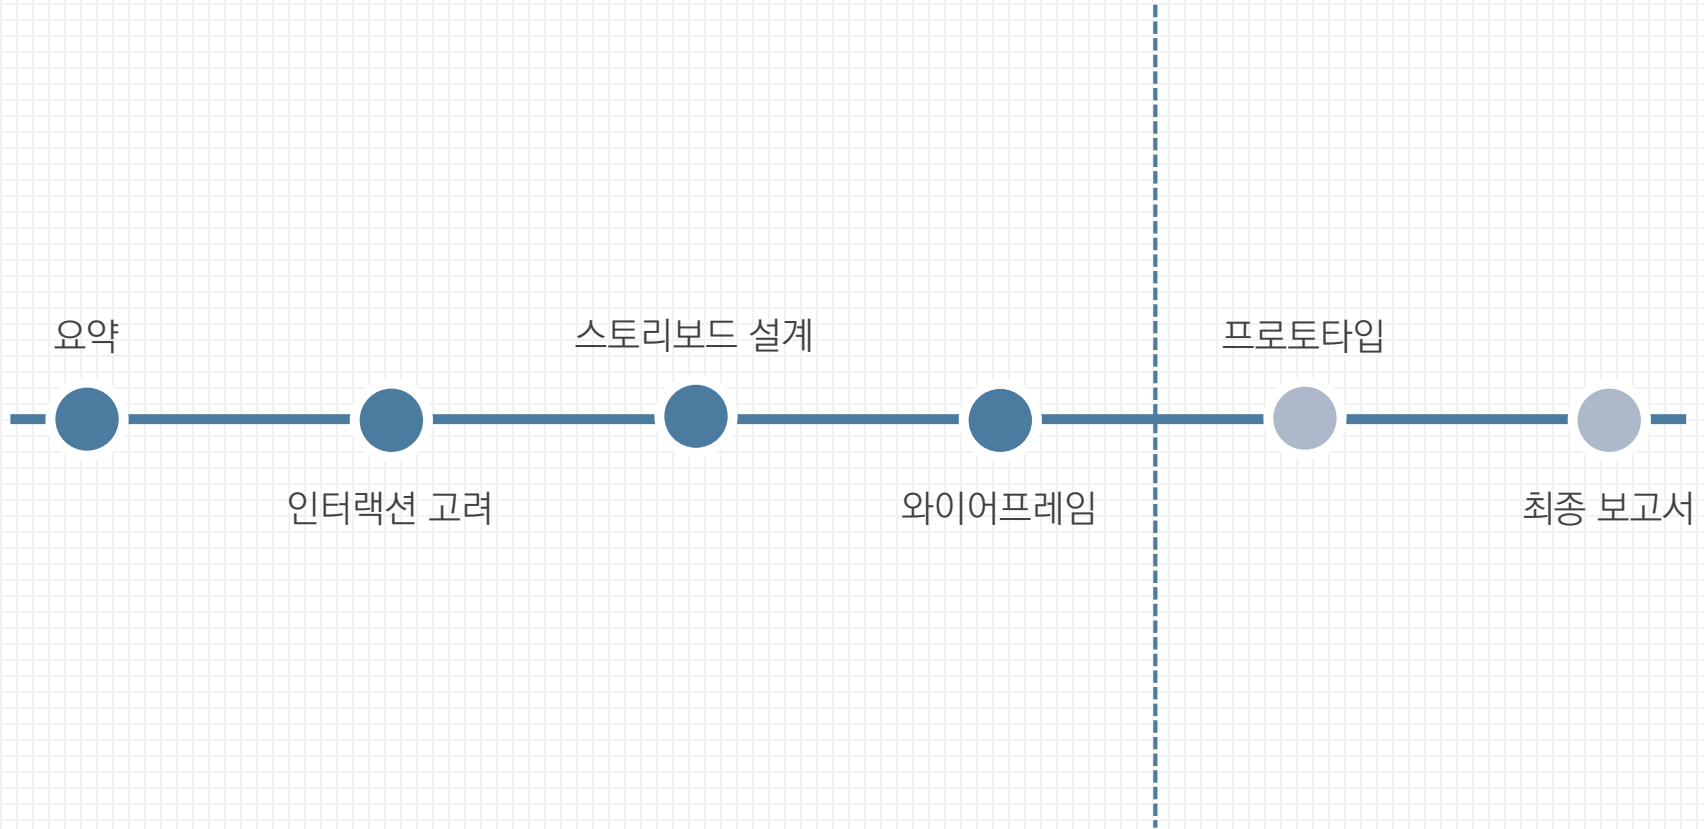 요약
인터랙션 고려
스토리보드 설계
와이어프레임
프로토타입
최종 보고서